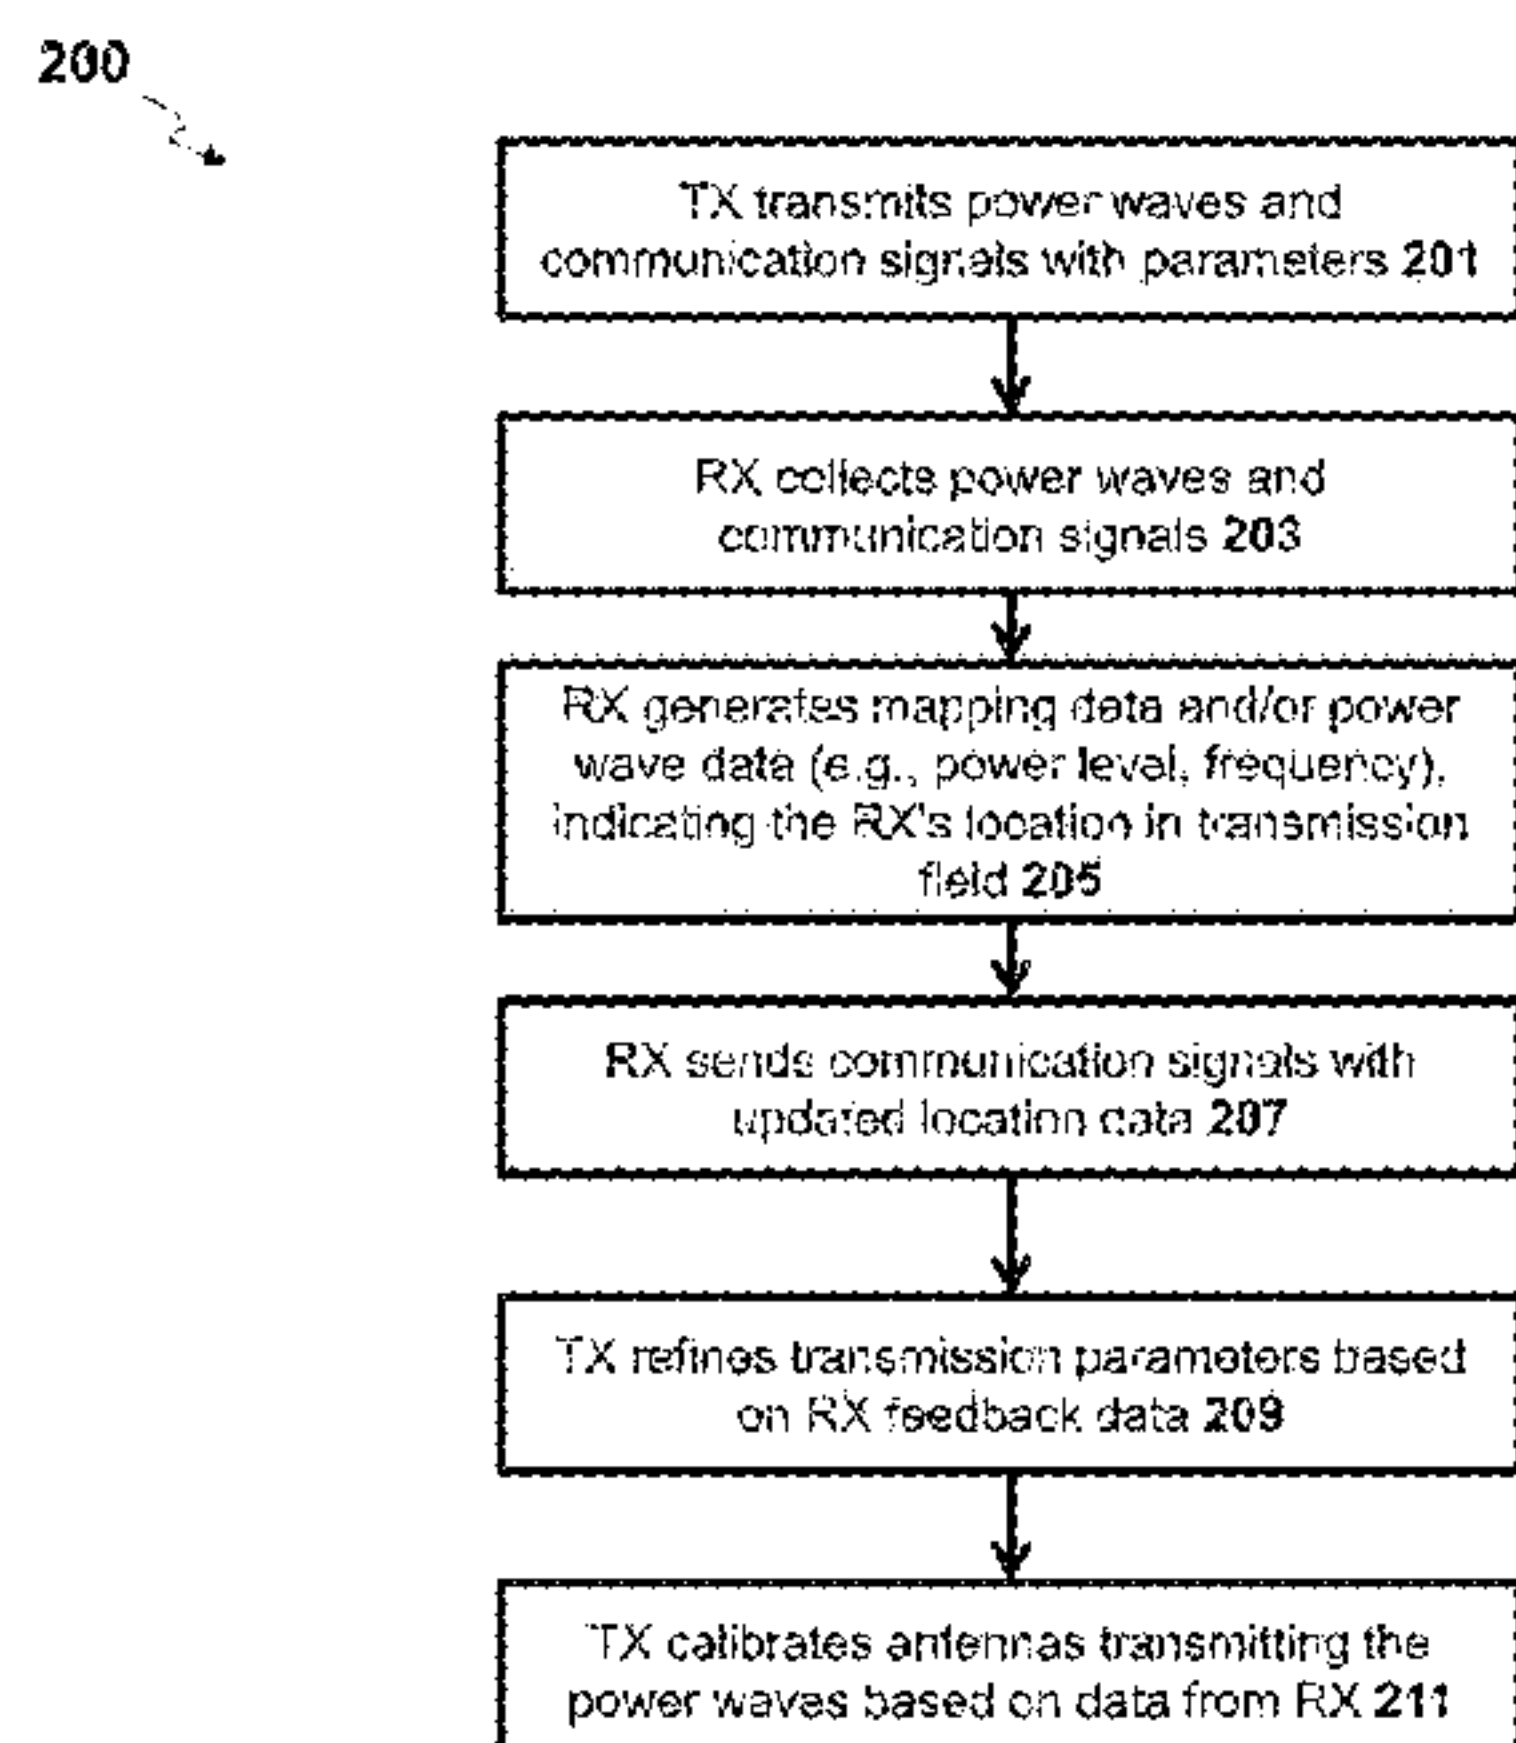 200
TX transmits power waves and
communication signals with parameters 201
RX collects power waves and
communication signals 203
RX generates mapping data and/or power
wave data (e.g., power level, frequency),
indicating the RX's location in transmission
field 205
RX sends communication signals with
updated location data 207
TX refines transmission parameters based
on RX feedback data 209
TX calibrates antennas transmitting the
power waves based on data from RX 211